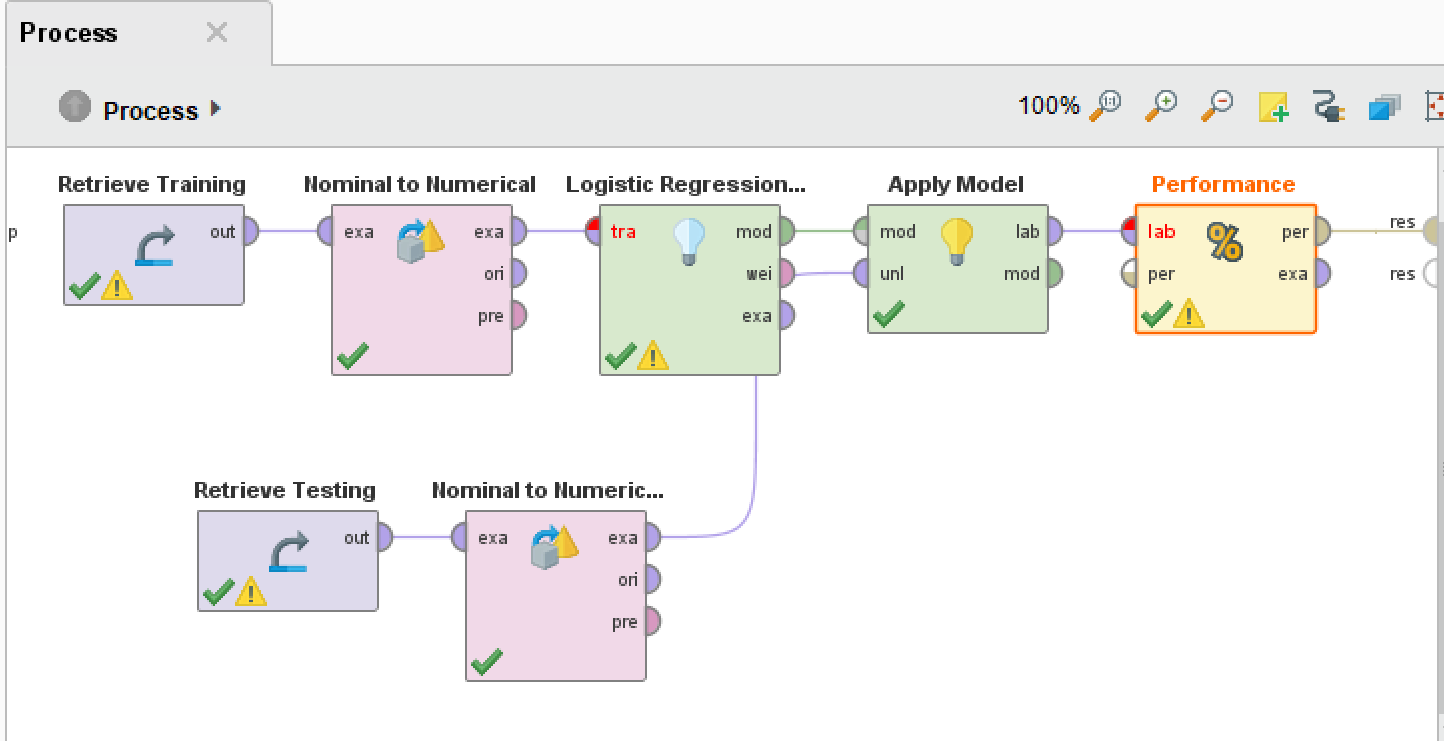 Process
Process
100%
Retrieve Training
Nominal to Numerical
Logistic Regression...
Apply Model
Performance
p
out
exa
exa
tra
mod
mod
lab
lab
per
res
ori
wei
unl
mod
per
exa
res
pre
exa
Retrieve Testing
Nominal to Numeric...
out
exa
exa
ori
pre